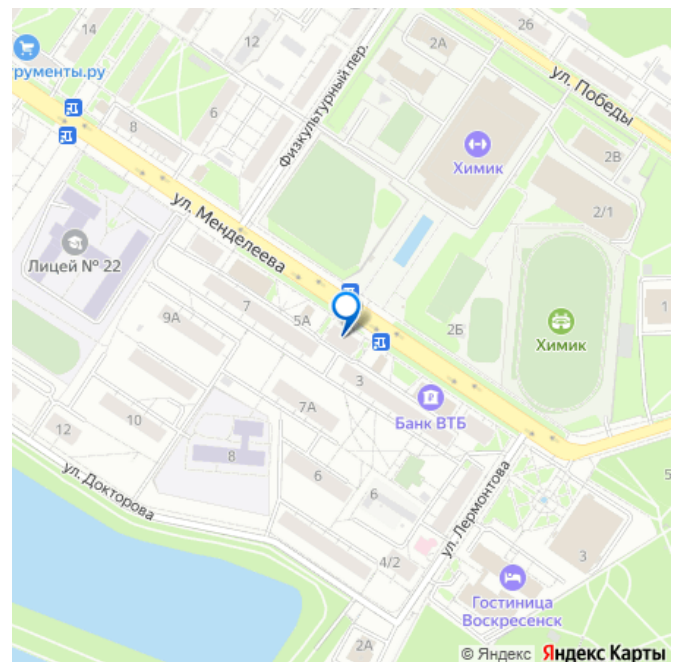 14
12
2А
26
ул. Победы
трументы.ру
8
6
Физкультурный пер.
Химик
2В
2/1
ул. Менделеева
Лицей № 22
7
5А
9А
2Б
Химик
1
3
Банк ВТБ
7А
10
12
8
6
6
5
ул. Докторова
ул. Лермонтова
4/2
3
Гостиница
Воскресенск
2А
© Яндекс Яндекс Карты